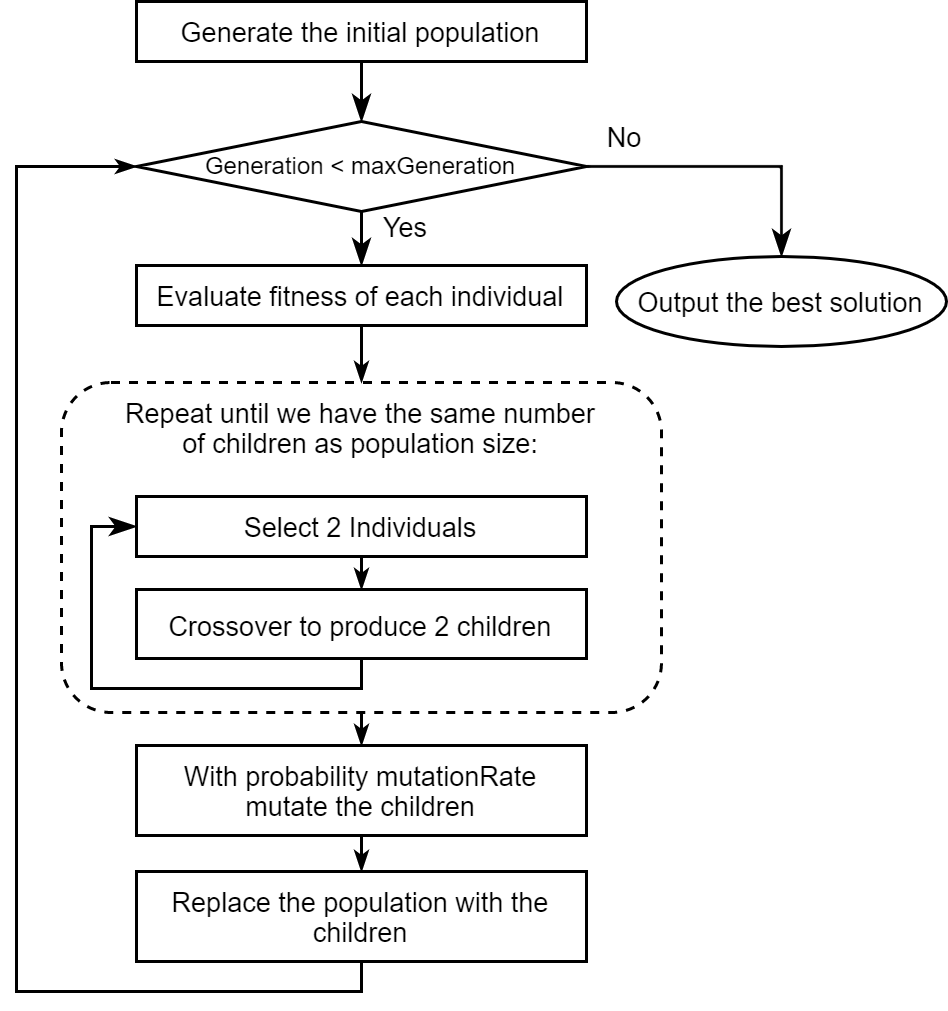 Generate the initial population
Generation < maxGeneration
No
Yes
Evaluate fitness of each individual
Output the best solution
Repeat until we have the same number
of children as population size:
Select 2 Individuals
Crossover to produce 2 children
With probability mutationRate
mutate the children
Replace the population with the
children